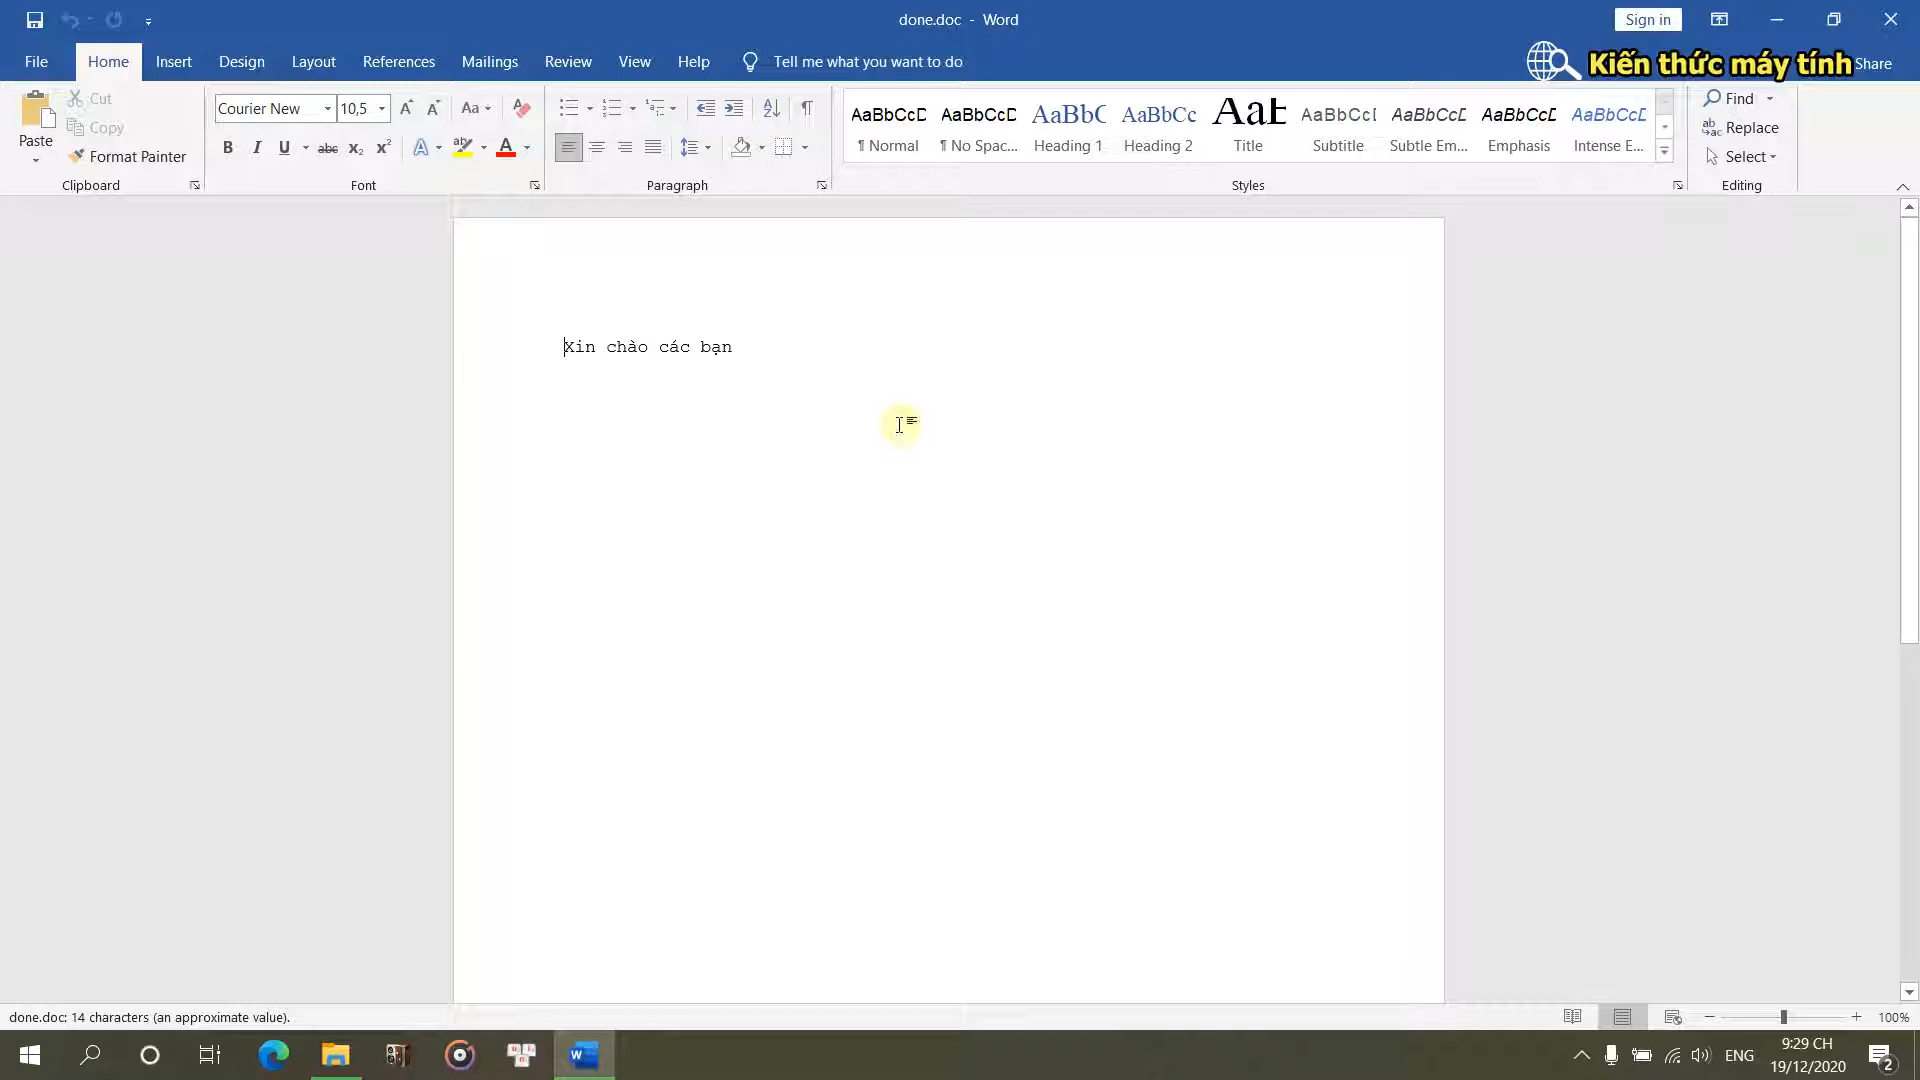 done.doc - Word
Sign in
File Home Insert Design Layout References Mailings Review View Help Tell me what you want to do
Kiến thức máy tính
Share
Paste
Cut
Copy
Format Painter
Clipboard
Courier New 10,5
Aa
B I U abc x₂ x² A ab A
Font
Paragraph
AaBbCcD AaBbCcD AaBbC AaBbCc AaB AaBbCcD AaBbCcD AaBbCcD AaBbCcD
¶ Normal ¶ No Spac... Heading 1 Heading 2 Title Subtitle Subtle Em... Emphasis Intense E...
Styles
Find
Replace
Select
Editing
Xin chào các bạn
done.doc: 14 characters (an approximate value).
100%
ENG
9:29 CH
19/12/2020
2